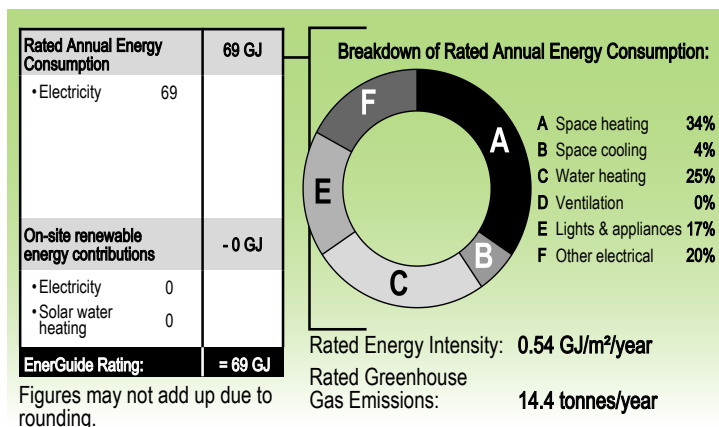 Rated Annual Energy
Consumption
69 GJ
• Electricity 69
On-site renewable
energy contributions
- 0 GJ
• Electricity 0
• Solar water
heating 0
EnerGuide Rating: = 69 GJ
Figures may not add up due to
rounding.
Breakdown of Rated Annual Energy Consumption:
A
B
C
E
F
A Space heating 34%
B Space cooling 4%
C Water heating 25%
D Ventilation 0%
E Lights & appliances 17%
F Other electrical 20%
Rated Energy Intensity: 0.54 GJ/m²/year
Rated Greenhouse
Gas Emissions: 14.4 tonnes/year